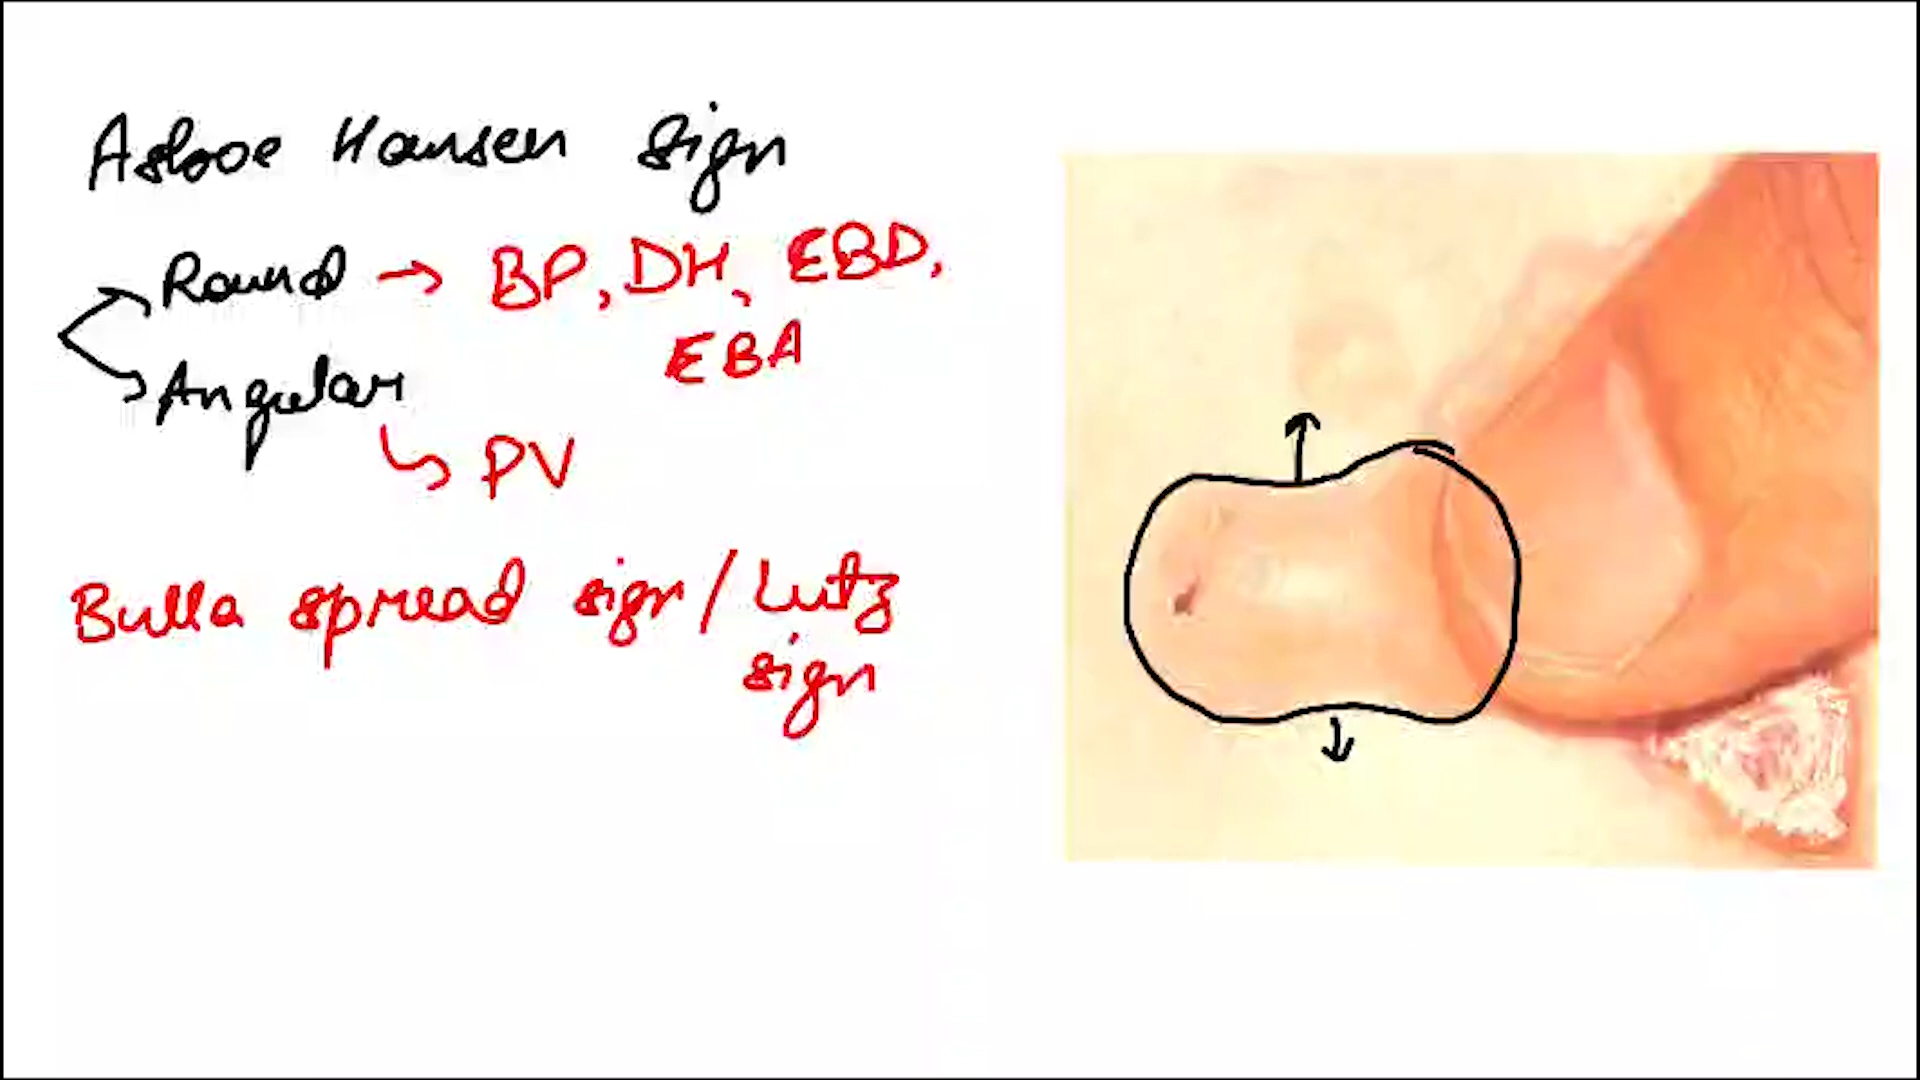 Asboe Hansen sign
Round → BP, DH, EBD,
EBA
Angular
↳ PV
Bulla spread sign / Lutz
sign